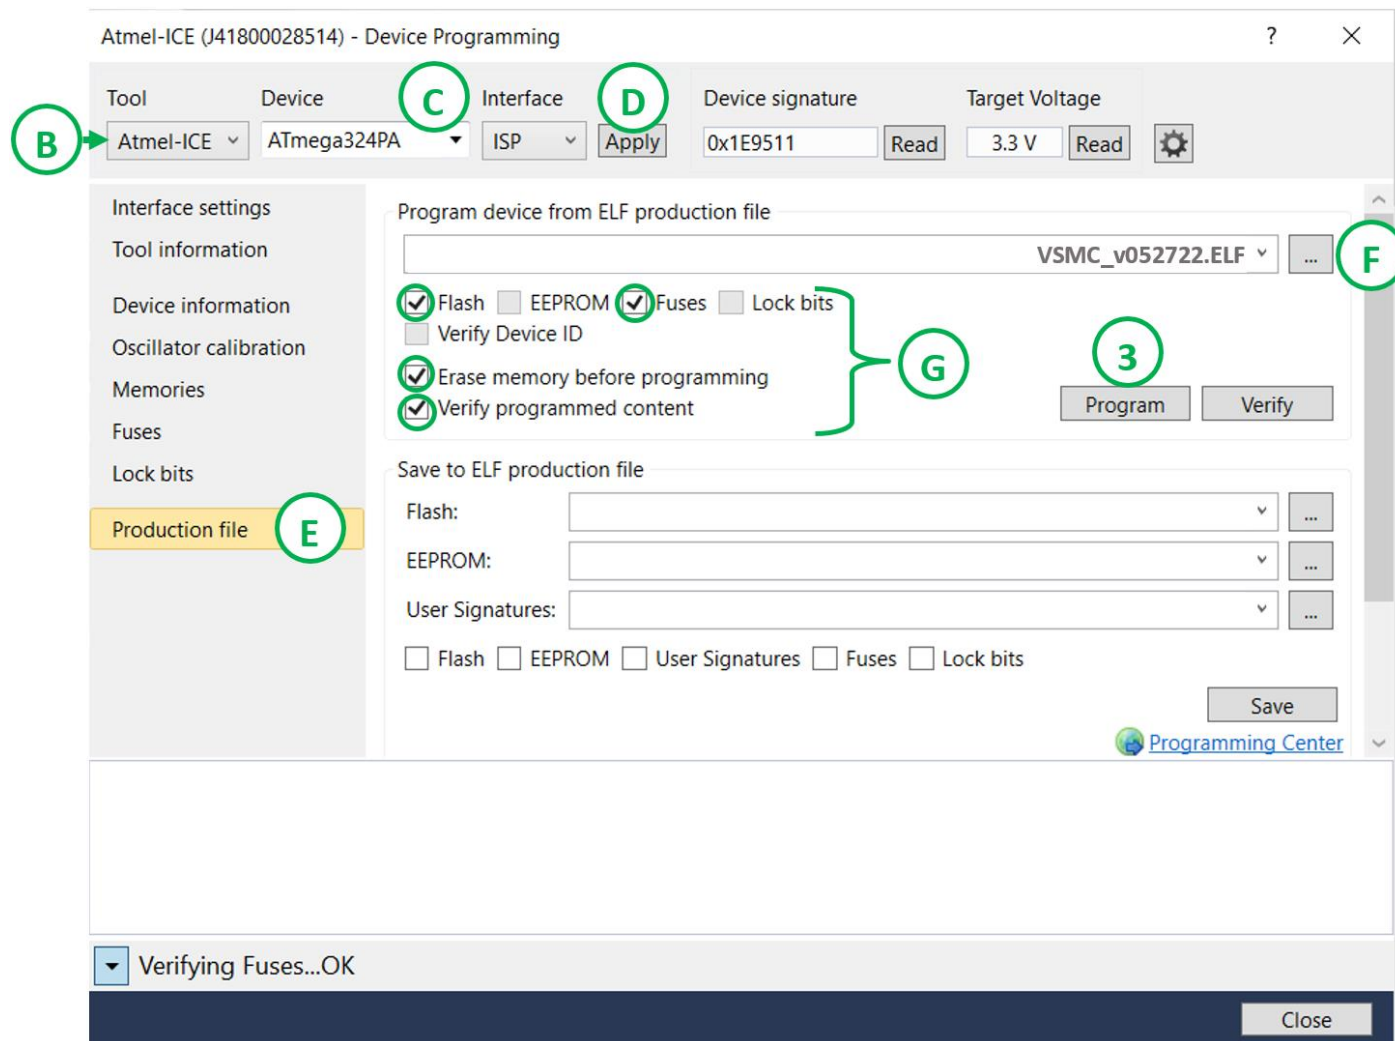 Atmel-ICE (J41800028514) - Device Programming ?
Tool Device C Interface D Device signature Target Voltage
B Atmel-ICE ATmega324PA ISP Apply 0x1E9511 Read 3.3 V Read
Interface settings
Tool information
Device information
Oscillator calibration
Memories
Fuses
Lock bits
Production file E
Program device from ELF production file
VSMC_v052722.ELF ... F
Flash EEPROM Fuses Lock bits
Verify Device ID
Erase memory before programming
Verify programmed content
G
3
Program Verify
Save to ELF production file
Flash: ...
EEPROM: ...
User Signatures: ...
Flash EEPROM User Signatures Fuses Lock bits
Save
Programming Center
Verifying Fuses...OK
Close